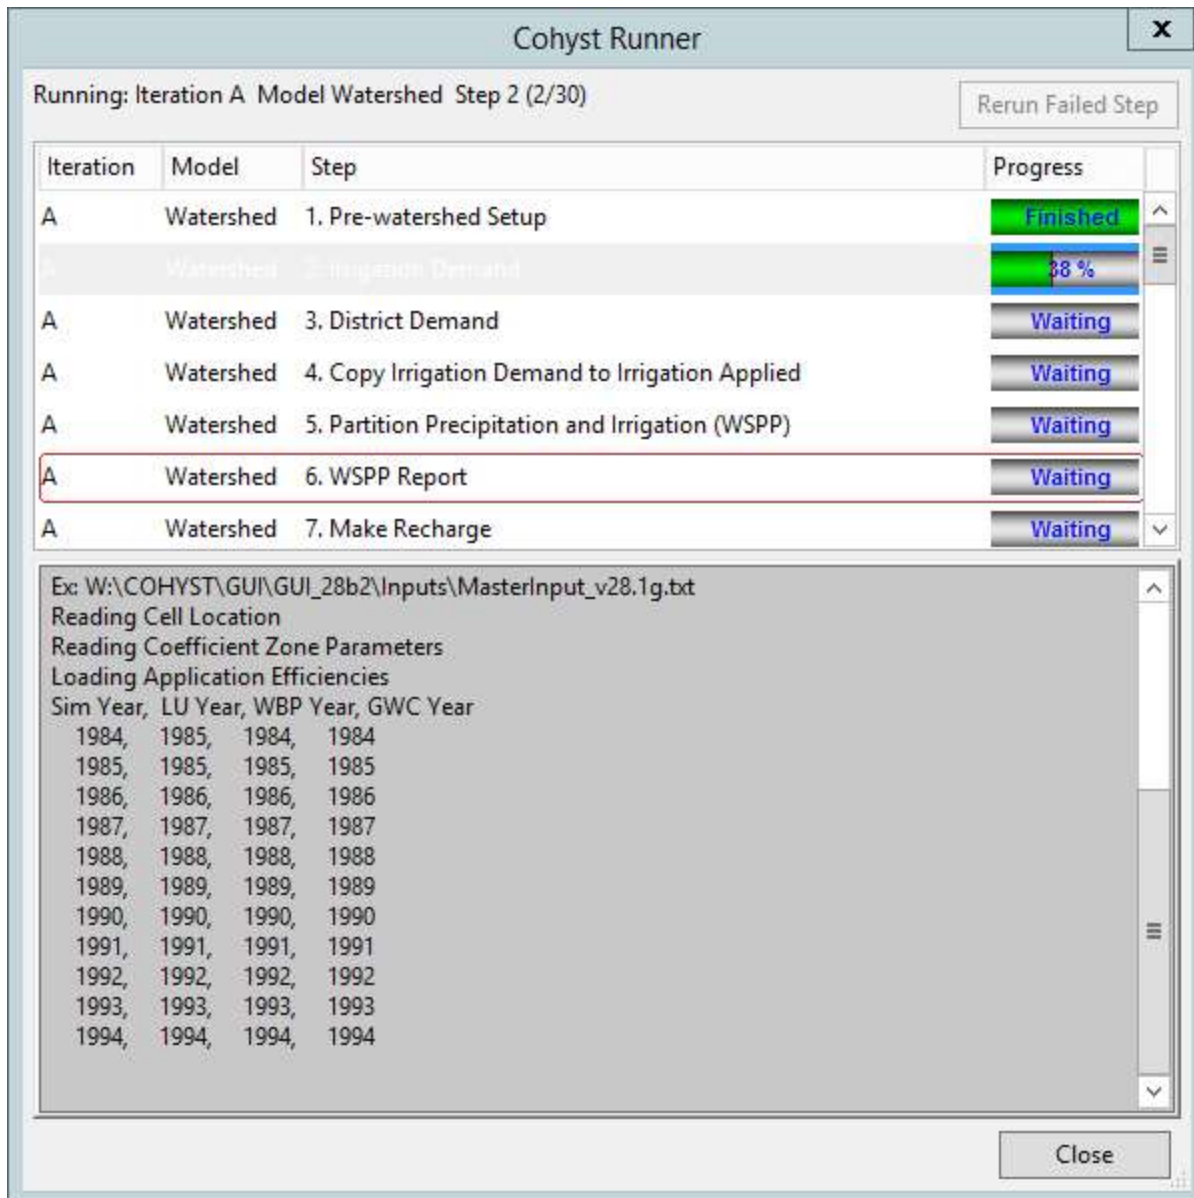 Cohyst Runner
x
Running: Iteration A  Model Watershed  Step 2 (2/30)
Rerun Failed Step
Iteration Model Step Progress
A Watershed 1. Pre-watershed Setup Finished
A Watershed 2. Irrigation Demand 38 %
A Watershed 3. District Demand Waiting
A Watershed 4. Copy Irrigation Demand to Irrigation Applied Waiting
A Watershed 5. Partition Precipitation and Irrigation (WSPP) Waiting
A Watershed 6. WSPP Report Waiting
A Watershed 7. Make Recharge Waiting
Ex: W:\COHYST\GUI\GUI_28b2\Inputs\MasterInput_v28.1g.txt
Reading Cell Location
Reading Coefficient Zone Parameters
Loading Application Efficiencies
Sim Year,  LU Year, WBP Year, GWC Year
1984, 1985, 1984, 1984
1985, 1985, 1985, 1985
1986, 1986, 1986, 1986
1987, 1987, 1987, 1987
1988, 1988, 1988, 1988
1989, 1989, 1989, 1989
1990, 1990, 1990, 1990
1991, 1991, 1991, 1991
1992, 1992, 1992, 1992
1993, 1993, 1993, 1993
1994, 1994, 1994, 1994
Close